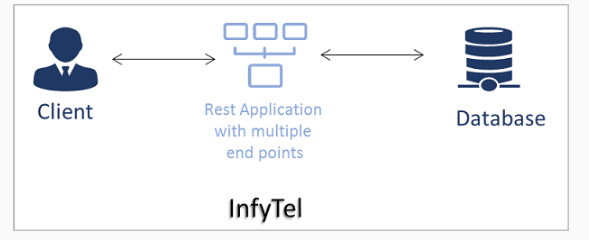 Client
Rest Application
with multiple
end points
Database
InfyTel